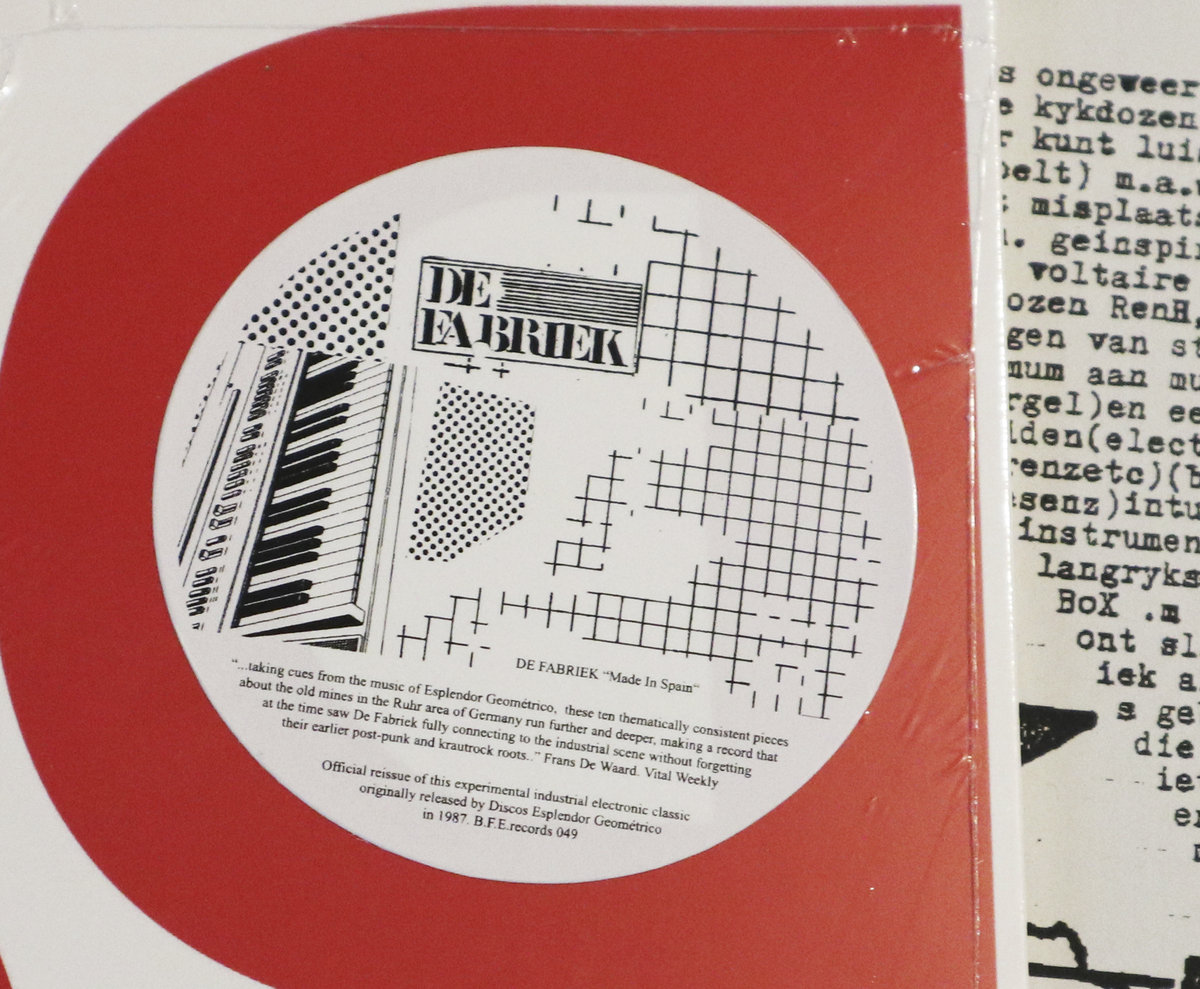 DE
FABRIEK
DE FABRIEK "Made In Spain"
"...taking cues from the music of Esplendor Geométrico, these ten thematically consistent pieces
about the old mines in the Ruhr area of Germany run further and deeper, making a record that
at the time saw De Fabriek fully connecting to the industrial scene without forgetting
their earlier post-punk and krautrock roots.." Frans De Waard. Vital Weekly
Official reissue of this experimental industrial electronic classic
originally released by Discos Esplendor Geométrico
in 1987. B.F.E.records 049
s ongeweer
e kykdozen
r kunt lui
elt) m.a.
misplaats
. geinspi
voltaire
ozen RenH.
gen van st
mum aan mu
rgel)en ee
iden(elect
renzetc)(b
senz)intu
instrumen
langryks
BoX .m
ont sl
iek a
s ge
die
ie
e